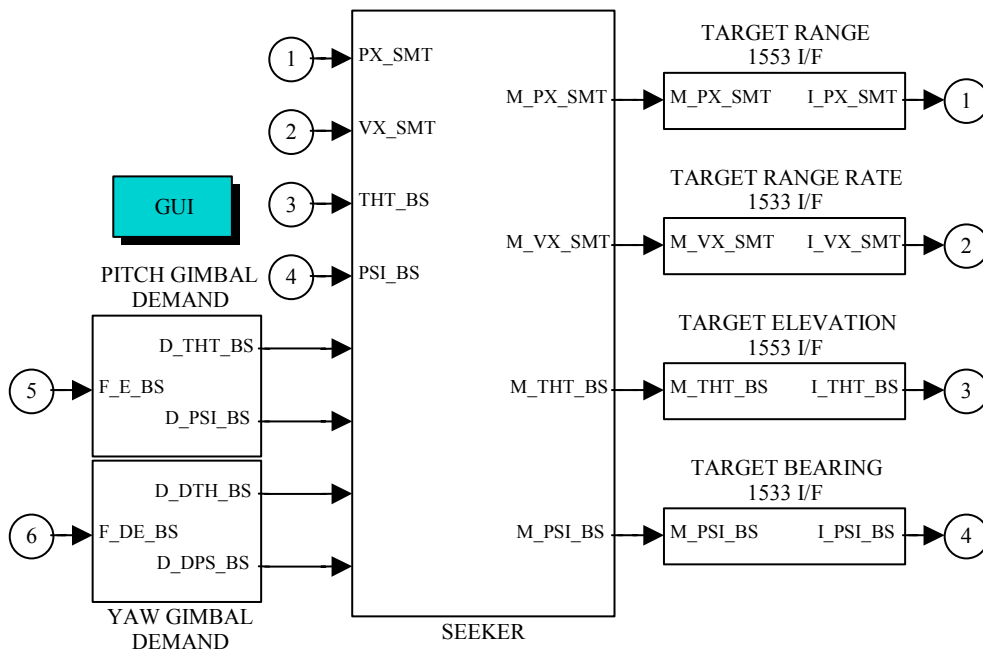 TARGET RANGE
1553 I/F
1
PX_SMT
M_PX_SMT
M_PX_SMT
I_PX_SMT
1
2
VX_SMT
TARGET RANGE RATE
1533 I/F
GUI
3
THT_BS
M_VX_SMT
M_VX_SMT
I_VX_SMT
2
4
PSI_BS
PITCH GIMBAL
DEMAND
TARGET ELEVATION
1553 I/F
D_THT_BS
5
F_E_BS
M_THT_BS
M_THT_BS
I_THT_BS
3
D_PSI_BS
TARGET BEARING
1533 I/F
D_DTH_BS
6
F_DE_BS
M_PSI_BS
M_PSI_BS
I_PSI_BS
4
D_DPS_BS
YAW GIMBAL
DEMAND
SEEKER